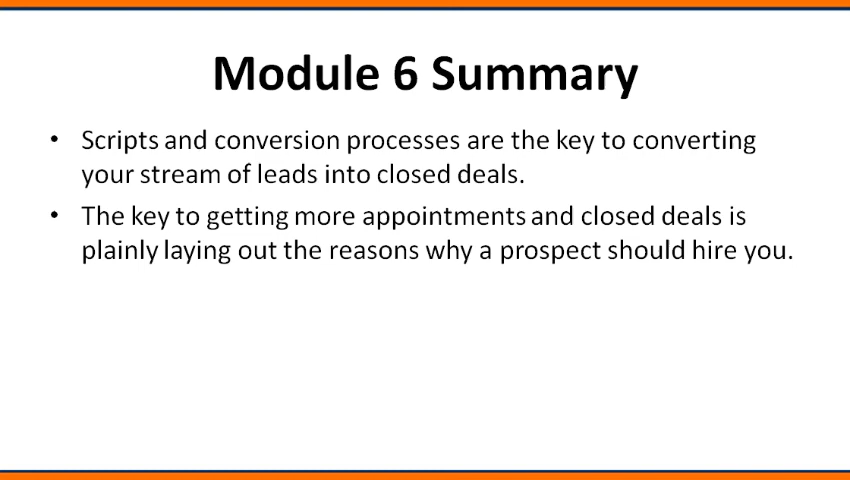 Module 6 Summary
• Scripts and conversion processes are the key to converting
your stream of leads into closed deals.
• The key to getting more appointments and closed deals is
plainly laying out the reasons why a prospect should hire you.